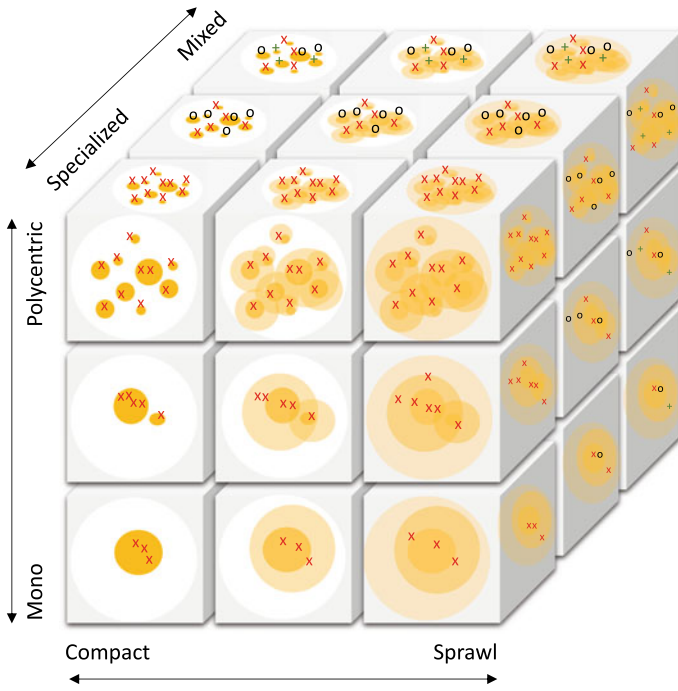 Mixed
Specialized
Polycentric
Mono
Compact
Sprawl